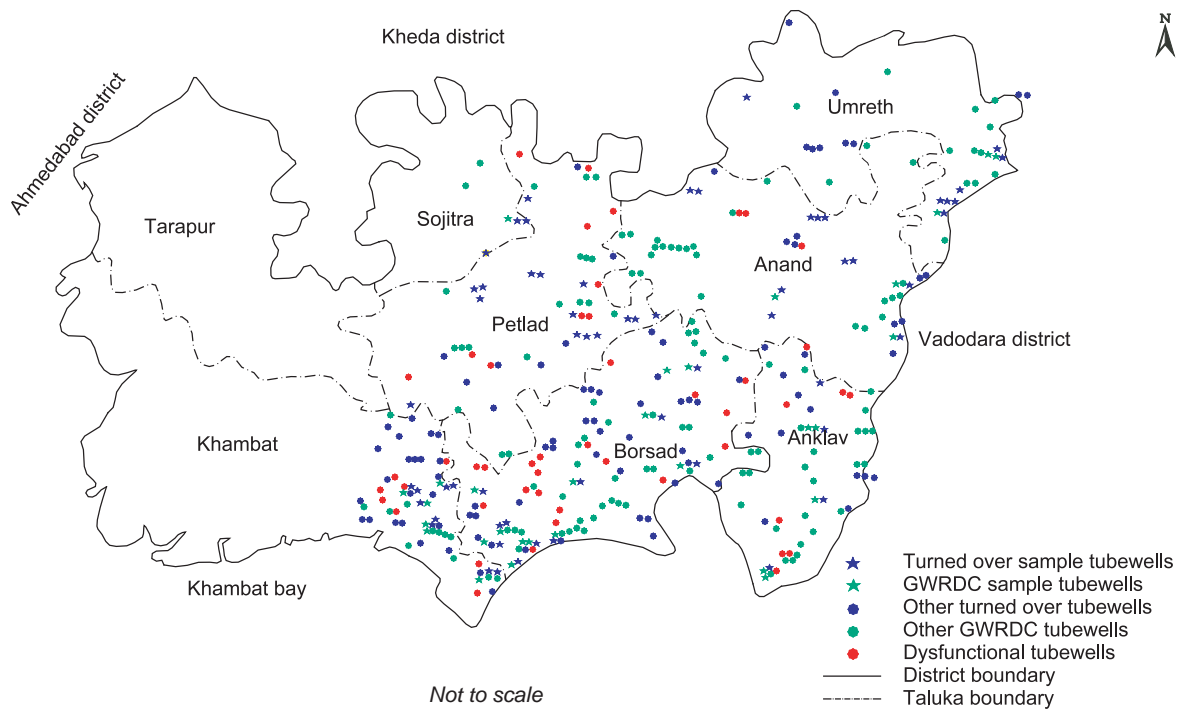 N
Kheda district
Ahmedabad district
Umreth
Tarapur
Sojitra
Anand
Petlad
Vadodara district
Khambat
Borsad
Anklav
Khambat bay
Turned over sample tubewells
GWRDC sample tubewells
Other turned over tubewells
Other GWRDC tubewells
Dysfunctional tubewells
District boundary
Taluka boundary
Not to scale